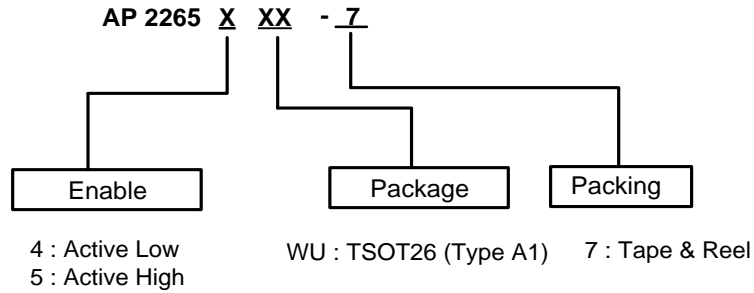 AP 2265 X XX - 7
Enable
Package
Packing
4 : Active Low
5 : Active High
WU : TSOT26 (Type A1)
7 : Tape & Reel